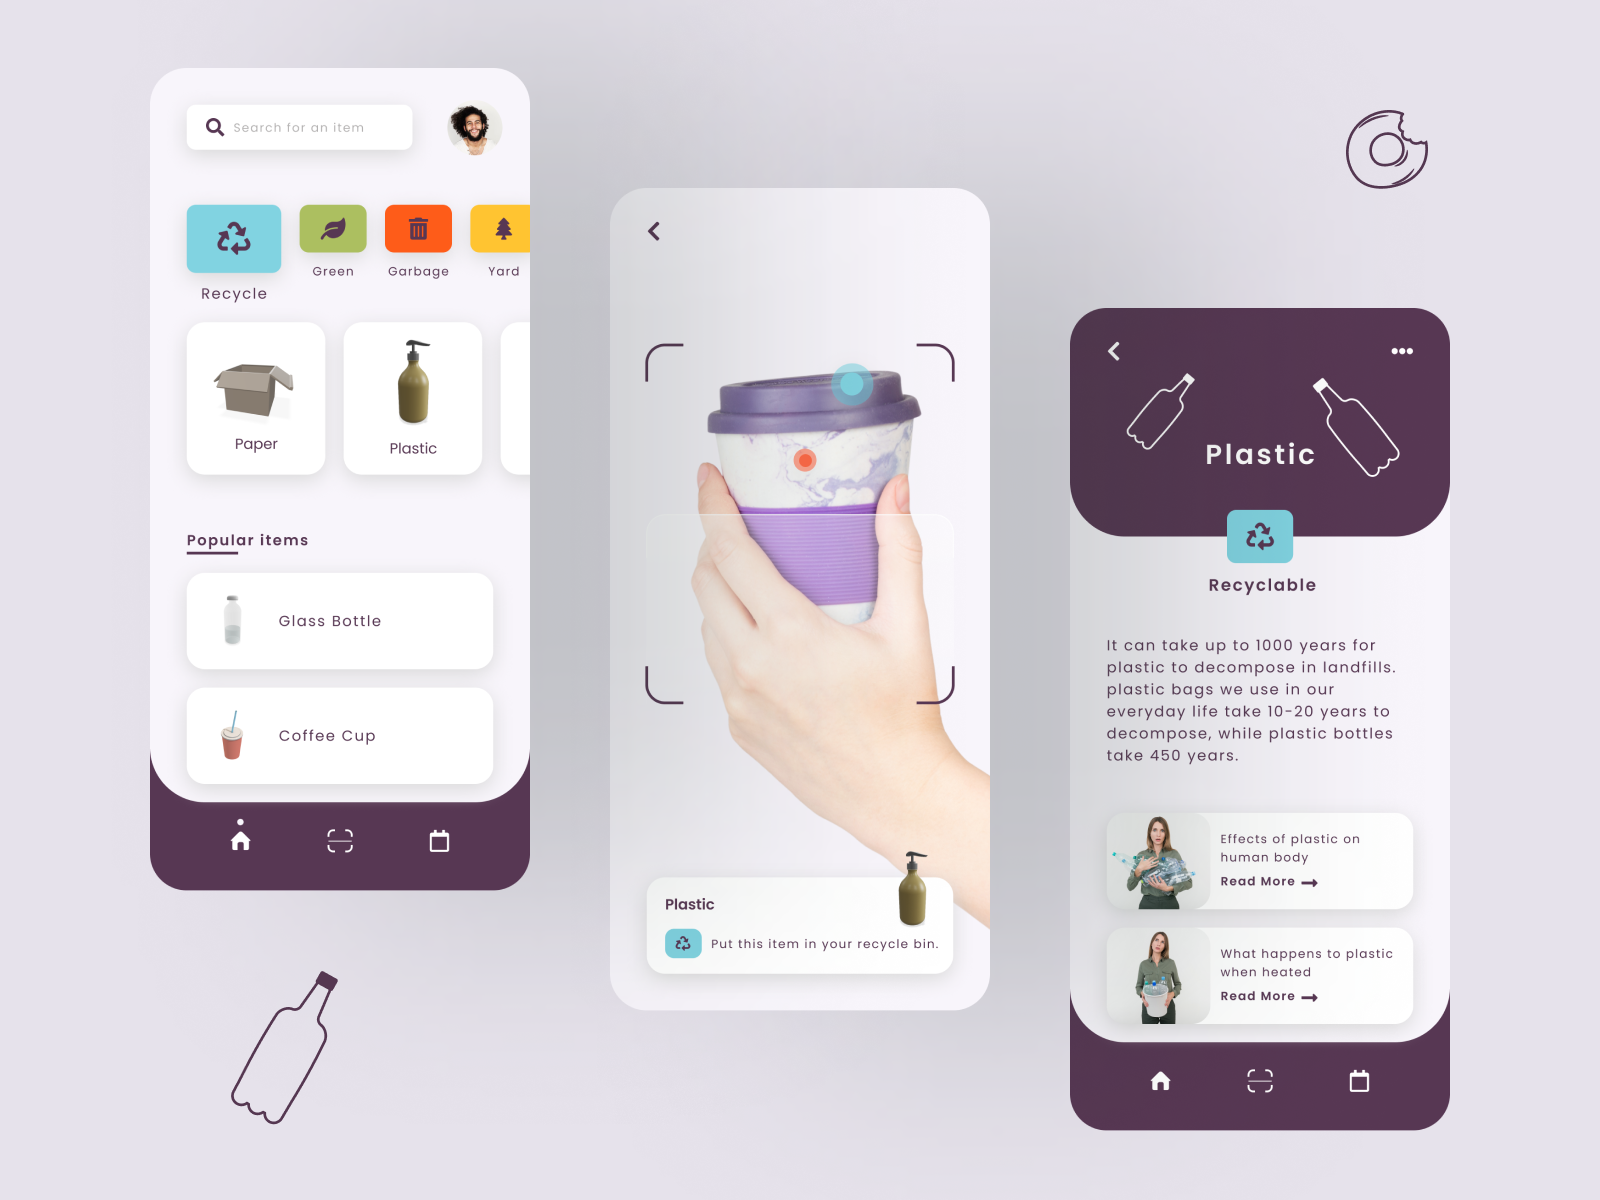 Search for an item
Recycle
Green
Garbage
Yard
Paper
Plastic
Popular items
Glass Bottle
Coffee Cup
Plastic
Put this item in your recycle bin.
Plastic
Recyclable
It can take up to 1000 years for
plastic to decompose in landfills.
plastic bags we use in our
everyday life take 10-20 years to
decompose, while plastic bottles
take 450 years.
Effects of plastic on
human body
Read More
What happens to plastic
when heated
Read More